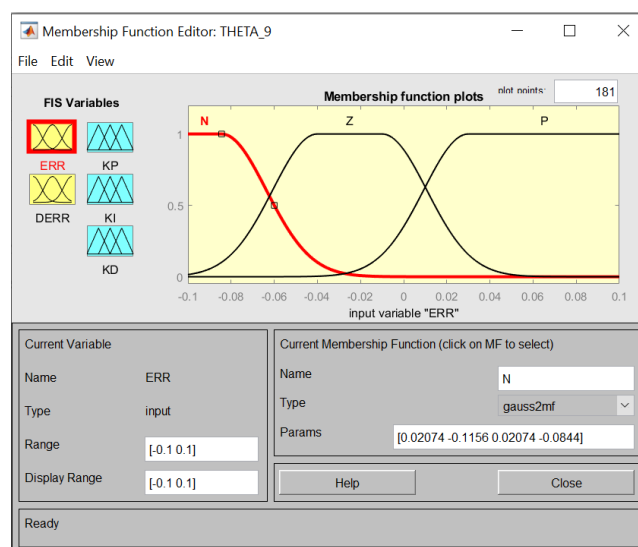 Membership Function Editor: THETA_9
File Edit View
FIS Variables
ERR
KP
DERR
KI
KD
Membership function plots
plot points:
181
N
Z
P
1
0.5
0
-0.1 -0.08 -0.06 -0.04 -0.02 0 0.02 0.04 0.06 0.08 0.1
input variable "ERR"
Current Variable
Name ERR
Type input
Range [-0.1 0.1]
Display Range [-0.1 0.1]
Current Membership Function (click on MF to select)
Name N
Type gauss2mf
Params [0.02074 -0.1156 0.02074 -0.0844]
Help Close
Ready